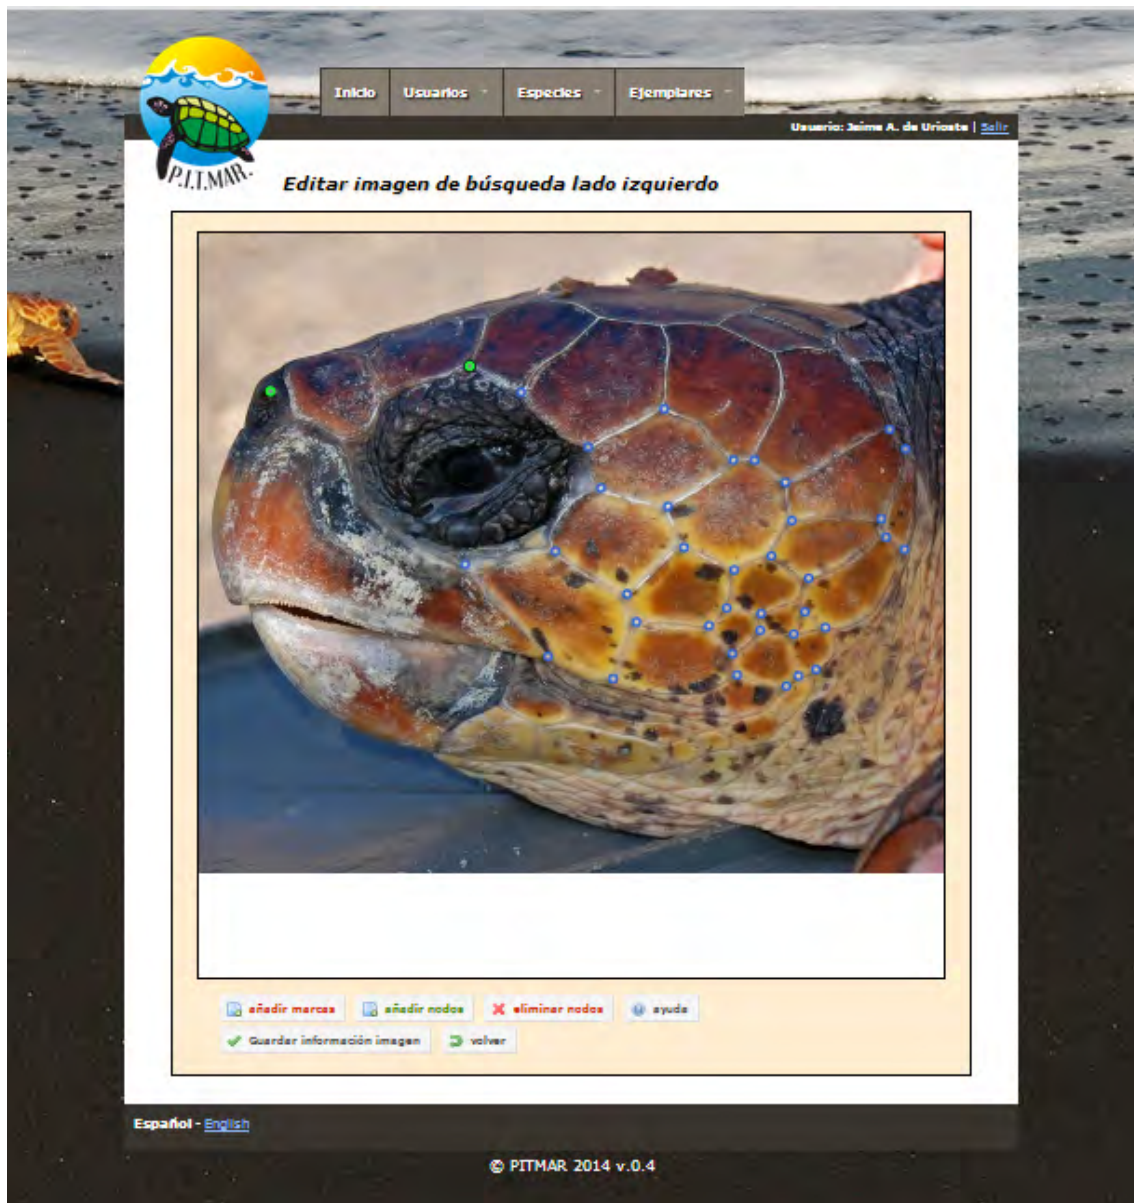 Inicio Usuarios Especies Ejemplares
Usuario: Jaime A. de Urioste | Salir
P.I.T.MAR.
Editar imagen de búsqueda lado izquierdo
añadir marcas añadir nodos eliminar nodos ayuda
Guardar información imagen volver
Español - English
© PITMAR 2014 v.0.4